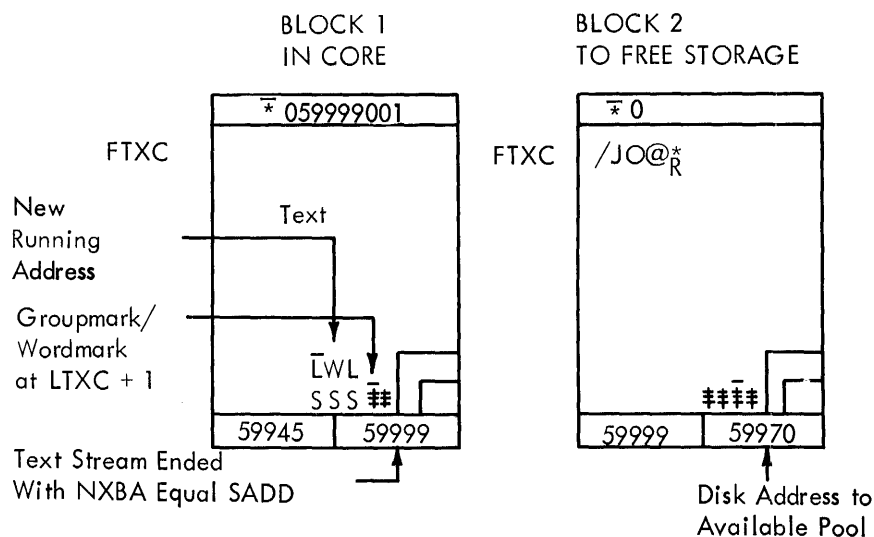 BLOCK 1
IN CORE
BLOCK 2
TO FREE STORAGE
* 059999001
* 0
FTXC
FTXC
/JO@*R
New
Running
Address
Text
Groupmark/
Wordmark
at LTXC + 1
L̅WL
SSS ⧧̅⧧
⧧⧧⧧̅⧧
59945
59999
59999
59970
Text Stream Ended
With NXBA Equal SADD
Disk Address to
Available Pool